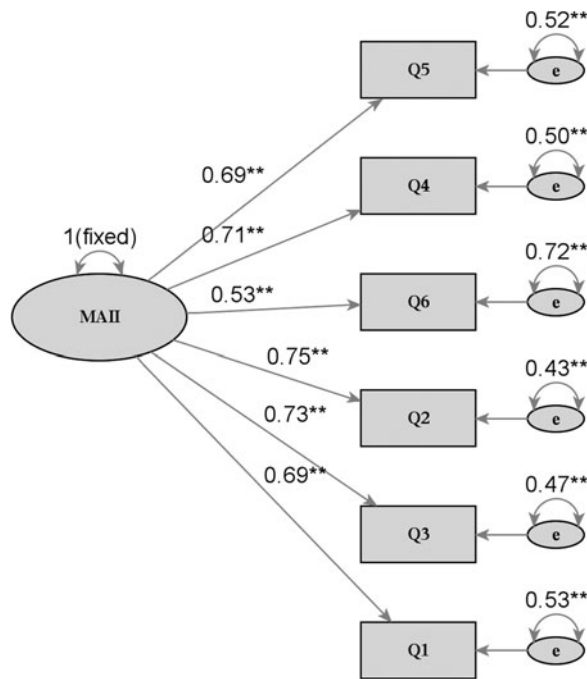 0.52**
Q5
e
0.50**
0.69**
Q4
e
1(fixed)
0.71**
0.72**
MAII
0.53**
Q6
e
0.75**
0.43**
Q2
e
0.73**
0.69**
0.47**
Q3
e
0.53**
Q1
e